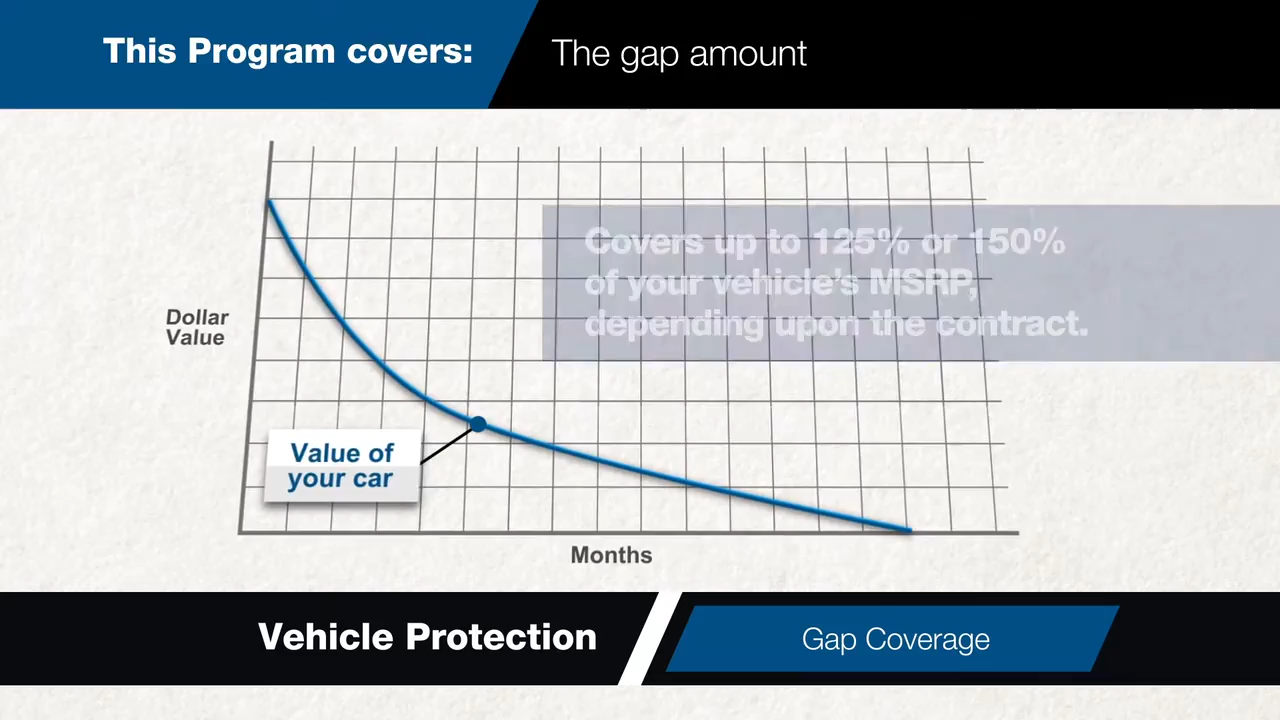 This Program covers:
The gap amount
Covers up to 125% or 150%
of your vehicle's MSRP,
depending upon the contract.
Dollar
Value
Value of
your car
Months
Vehicle Protection
Gap Coverage